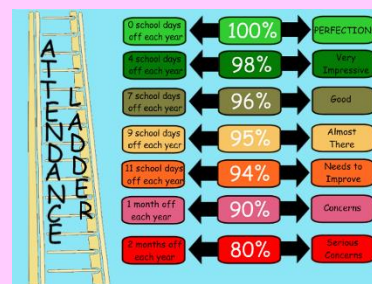 ATTENDANCE
LADDER
0 school days
off each year
100%
PERFECTION!
4 school days
off each year
98%
Very
Impressive
7 school days
off each year
96%
Good
9 school days
off each year
95%
Almost
There
11 school days
off each year
94%
Needs to
Improve
1 month off
each year
90%
Concerns
2 months off
each year
80%
Serious
Concerns